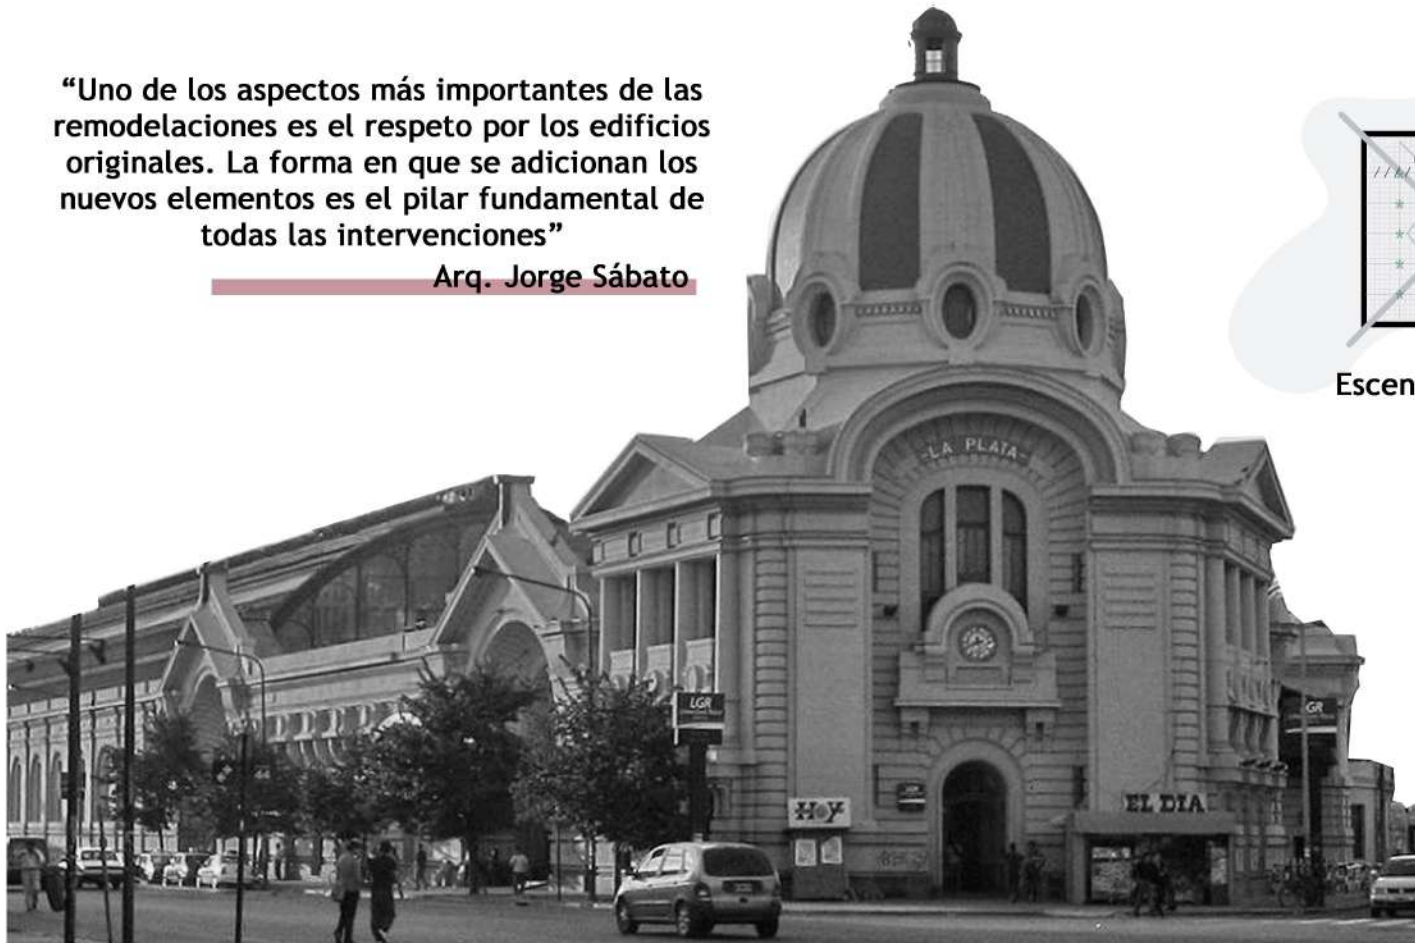 “Uno de los aspectos más importantes de las
remodelaciones es el respeto por los edificios
originales. La forma en que se adicionan los
nuevos elementos es el pilar fundamental de
todas las intervenciones”
Arq. Jorge Sábato
Escen
-LA PLATA-
LGR
GR
HOY
EL DIA